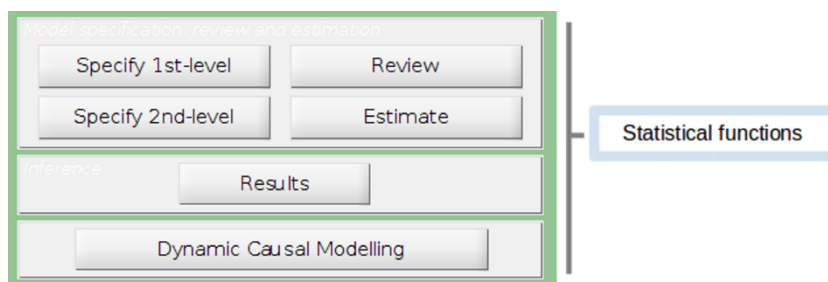 Model specification, review and estimation
Specify 1st-level Review
Specify 2nd-level Estimate
Statistical functions
Inference
Results
Dynamic Causal Modelling